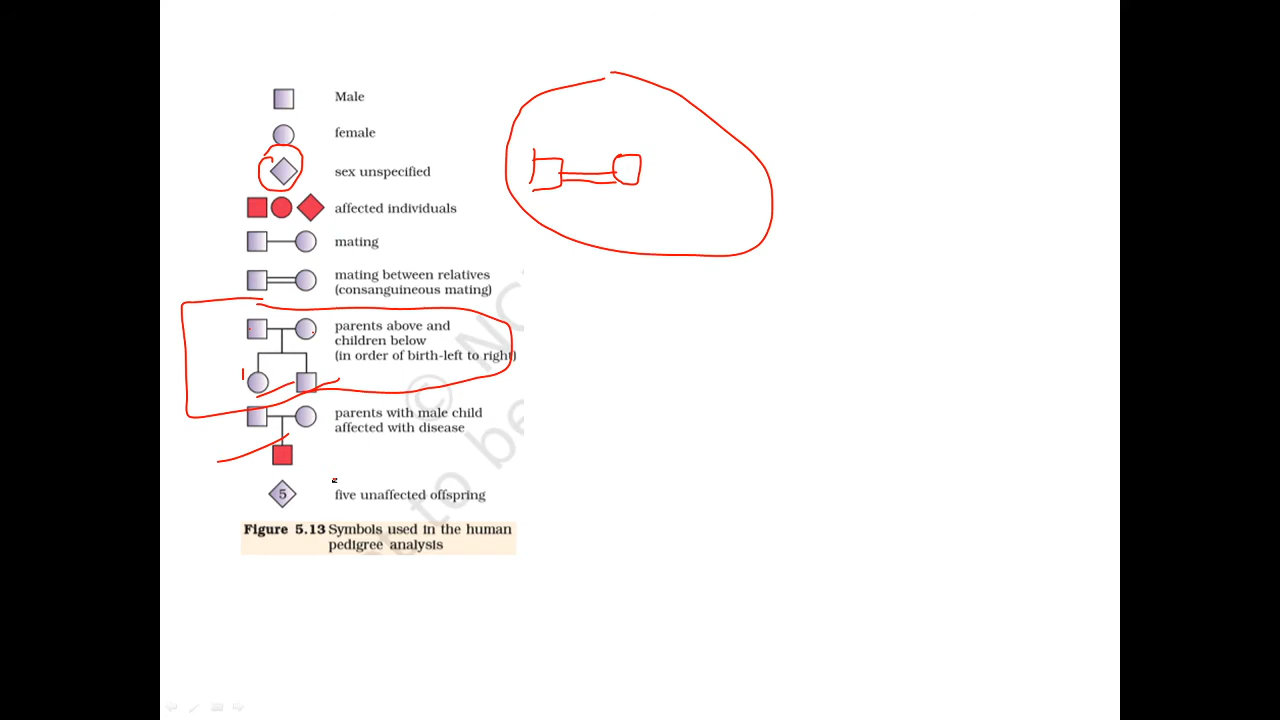 Male
female
sex unspecified
affected individuals
mating
mating between relatives
(consanguineous mating)
parents above and
children below
(in order of birth-left to right)
1
parents with male child
affected with disease
5
five unaffected offspring
Figure 5.13 Symbols used in the human
pedigree analysis